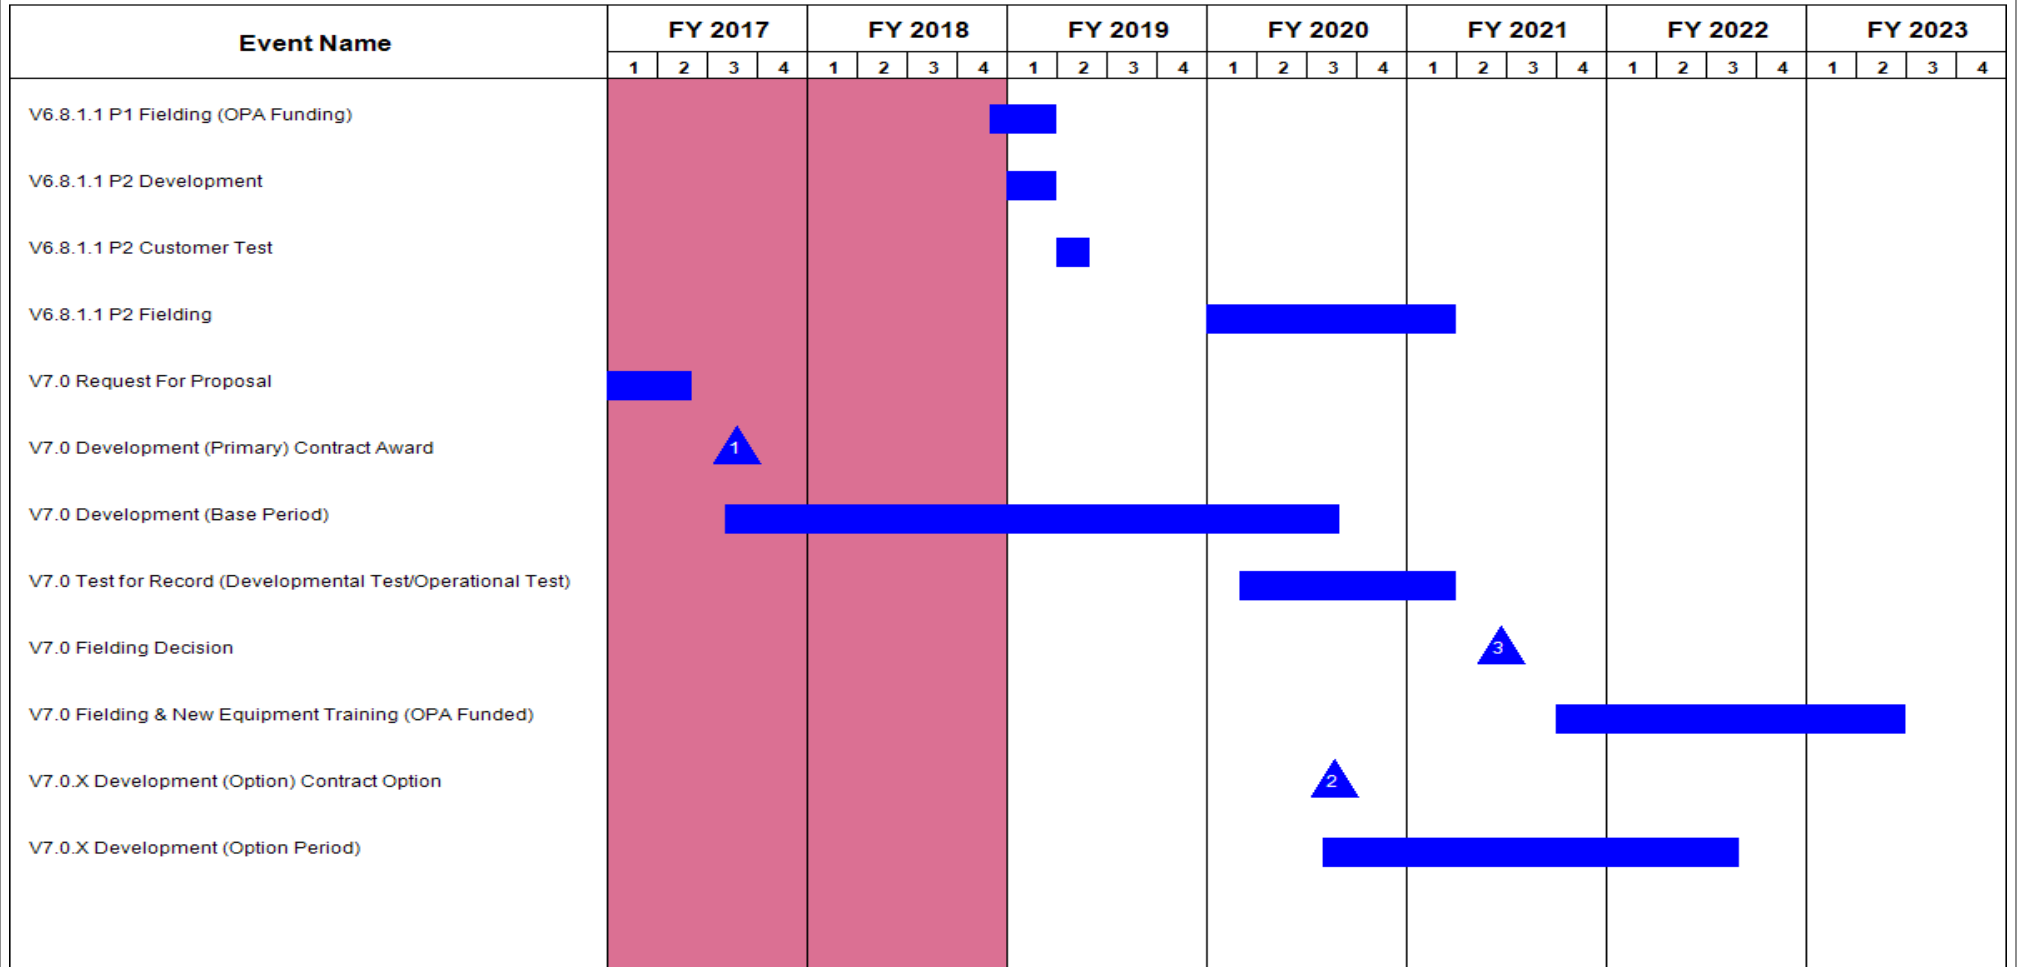 Event Name
FY 2017 FY 2018 FY 2019 FY 2020 FY 2021 FY 2022 FY 2023
1 2 3 4 1 2 3 4 1 2 3 4 1 2 3 4 1 2 3 4 1 2 3 4 1 2 3 4
V6.8.1.1 P1 Fielding (OPA Funding)
V6.8.1.1 P2 Development
V6.8.1.1 P2 Customer Test
V6.8.1.1 P2 Fielding
V7.0 Request For Proposal
V7.0 Development (Primary) Contract Award 1
V7.0 Development (Base Period)
V7.0 Test for Record (Developmental Test/Operational Test)
V7.0 Fielding Decision 3
V7.0 Fielding & New Equipment Training (OPA Funded)
V7.0.X Development (Option) Contract Option 2
V7.0.X Development (Option Period)